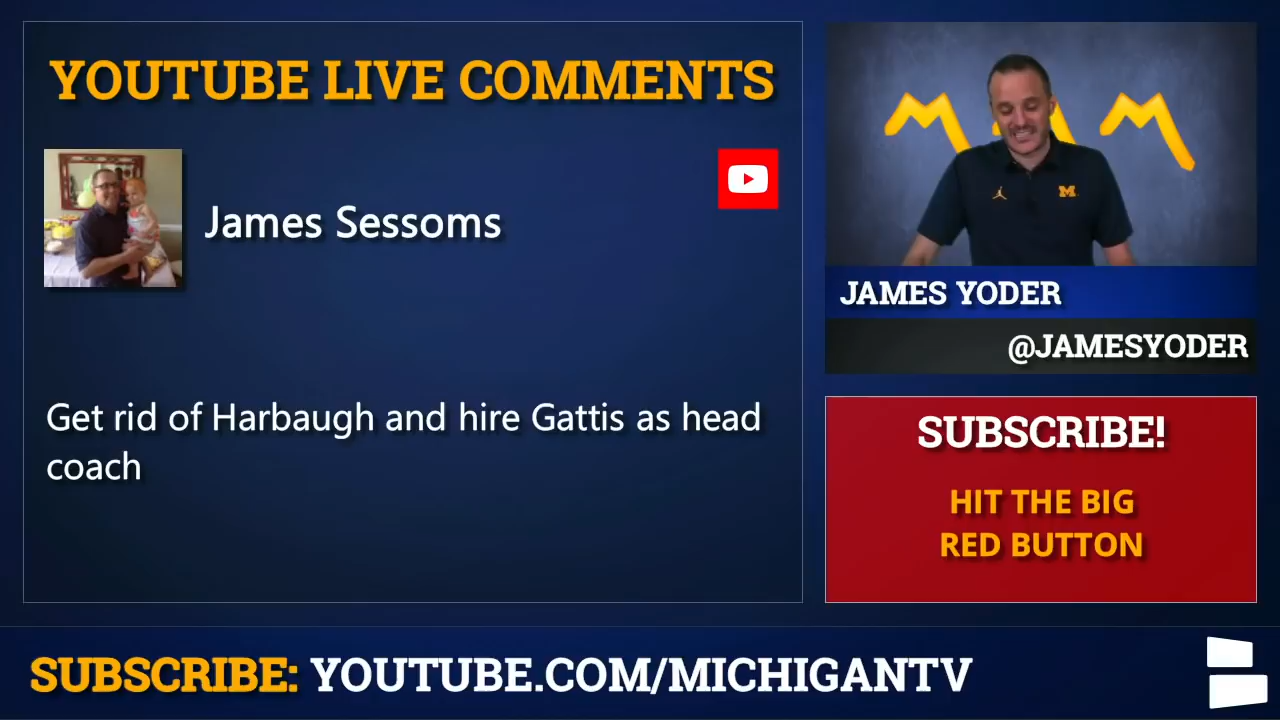 YOUTUBE LIVE COMMENTS
James Sessoms
Get rid of Harbaugh and hire Gattis as head
coach
M
JAMES YODER
@JAMESYODER
SUBSCRIBE!
HIT THE BIG
RED BUTTON
SUBSCRIBE: YOUTUBE.COM/MICHIGANTV